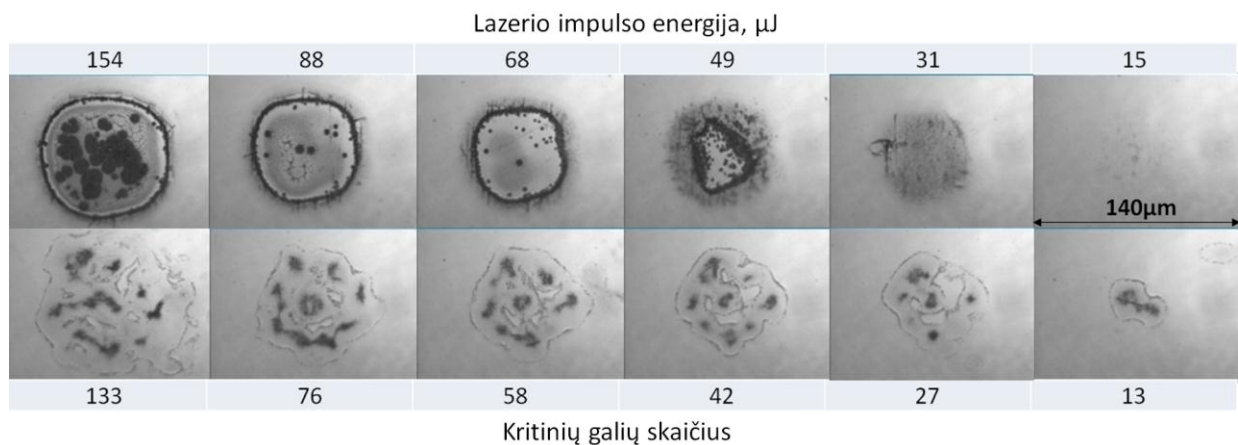 Lazerio impulso energija, µJ
154 88 68 49 31 15
140µm
133 76 58 42 27 13
Kritinių galių skaičius